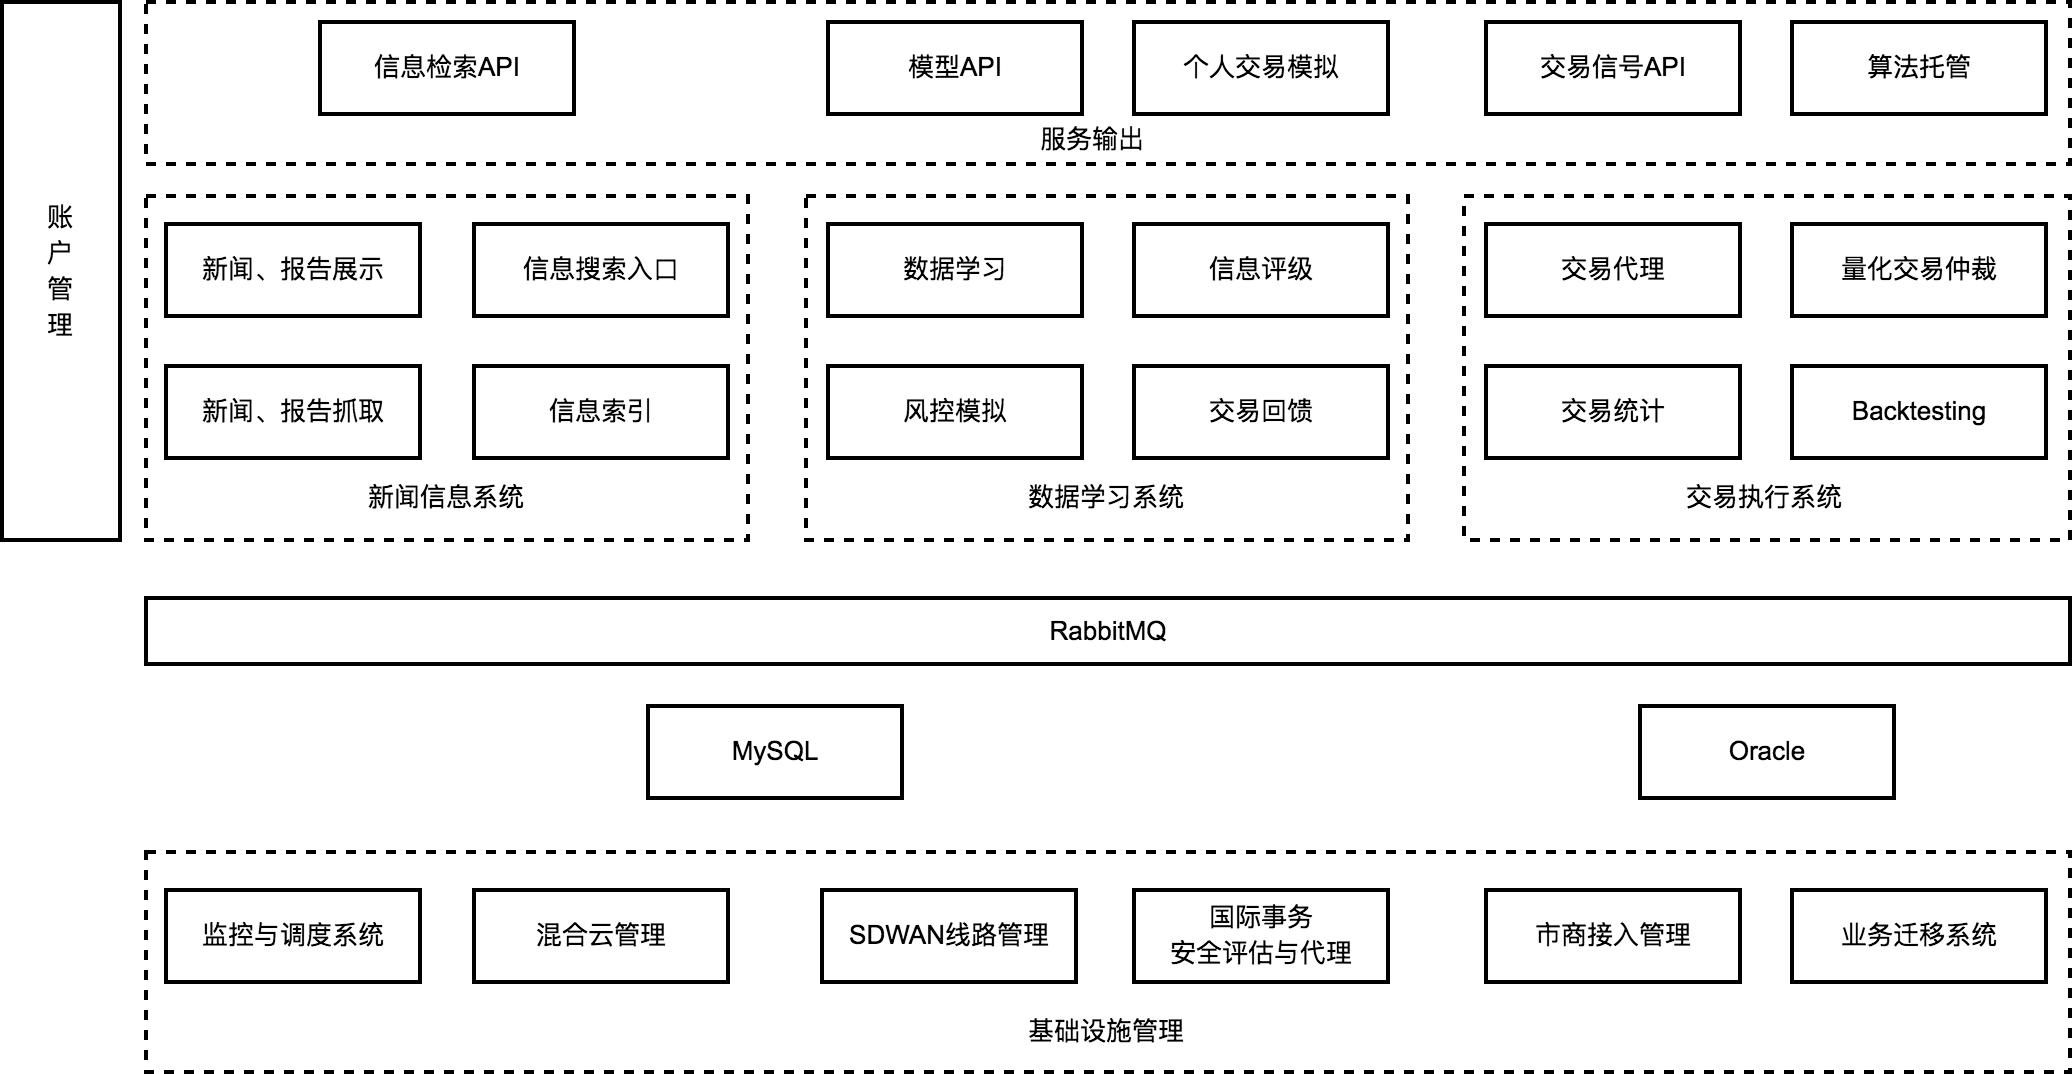 账
户
管
理
信息检索API
模型API
个人交易模拟
交易信号API
算法托管
服务输出
新闻、报告展示
信息搜索入口
新闻、报告抓取
信息索引
新闻信息系统
数据学习
信息评级
风控模拟
交易回馈
数据学习系统
交易代理
量化交易仲裁
交易统计
Backtesting
交易执行系统
RabbitMQ
MySQL
Oracle
监控与调度系统
混合云管理
SDWAN线路管理
国际事务
安全评估与代理
市商接入管理
业务迁移系统
基础设施管理